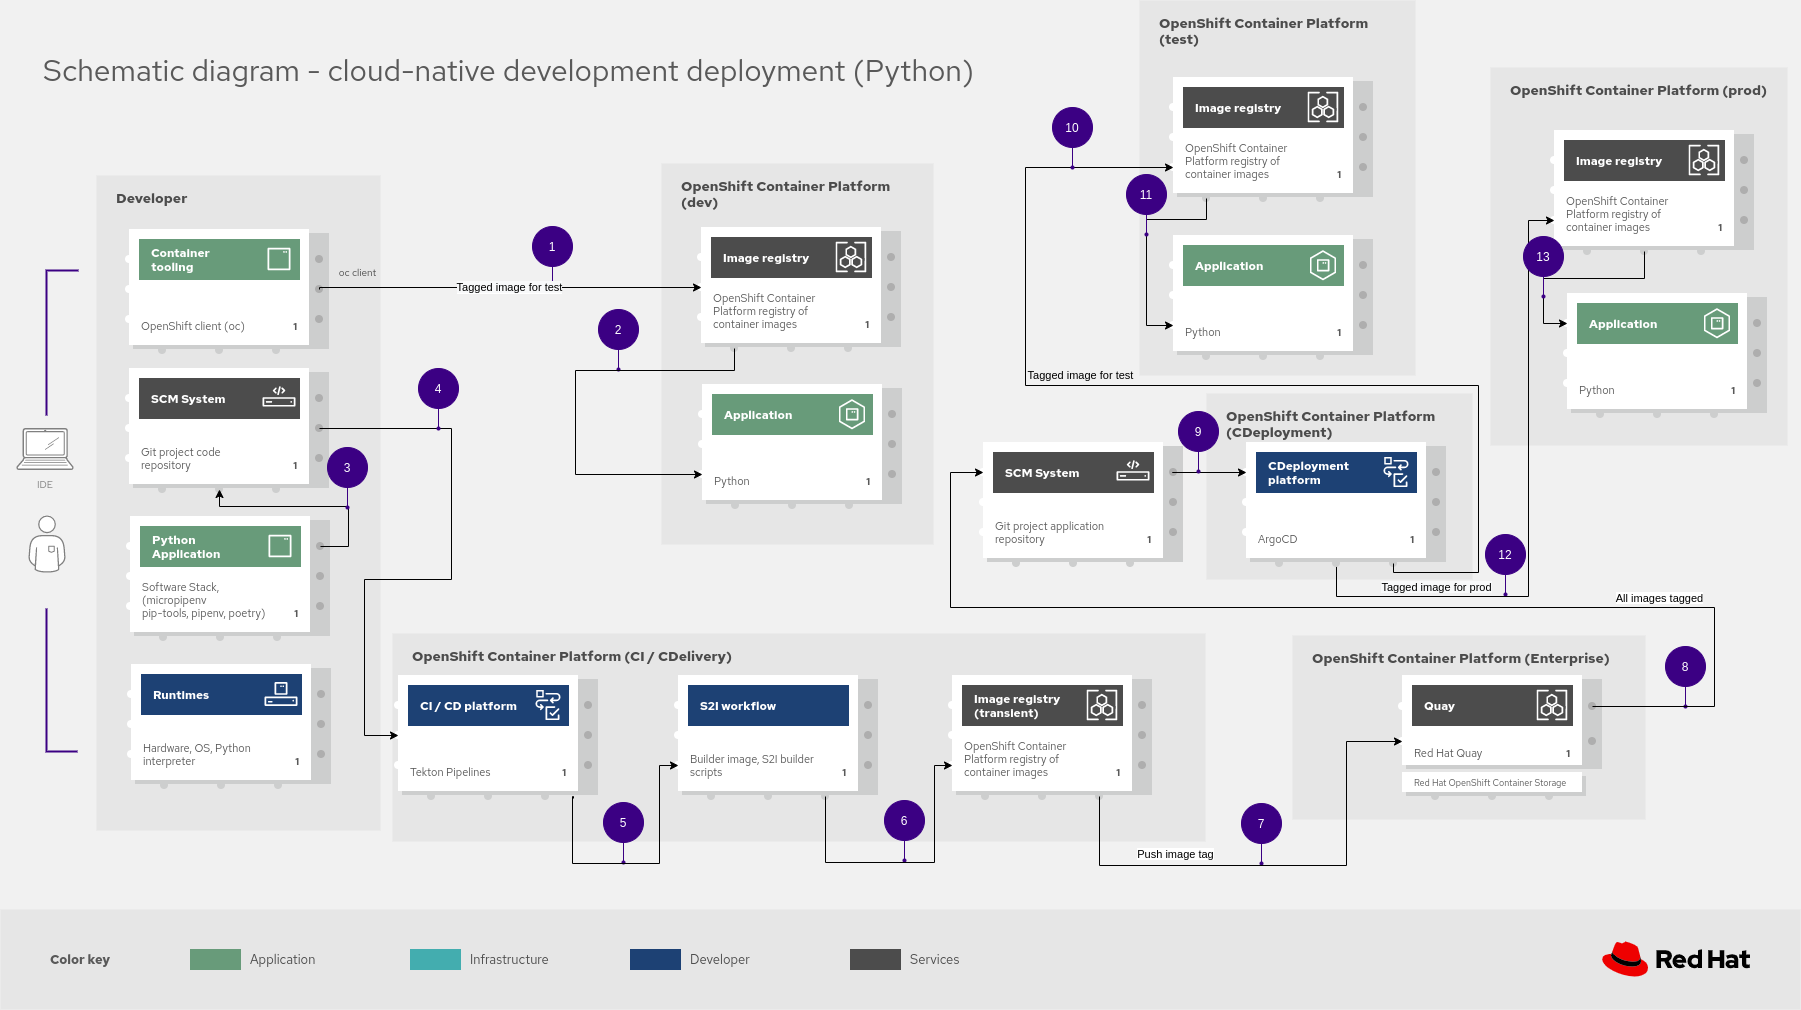 Schematic diagram - cloud-native development deployment (Python)
Developer
Container
tooling
oc client
OpenShift client (oc)
1
SCM System
Git project code
repository
1
IDE
Python
Application
Software Stack,
(micropipenv
pip-tools, pipenv, poetry)
1
Runtimes
Hardware, OS, Python
interpreter
1
1
Tagged image for test
2
3
4
OpenShift Container Platform
(dev)
Image registry
OpenShift Container
Platform registry of
container images
1
Application
Python
1
OpenShift Container Platform
(test)
Image registry
OpenShift Container
Platform registry of
container images
1
10
11
Application
Python
1
Tagged image for test
OpenShift Container Platform (prod)
Image registry
OpenShift Container
Platform registry of
container images
1
13
Application
Python
1
OpenShift Container Platform
(CDeployment)
9
SCM System
Git project application
repository
1
CDeployment
platform
ArgoCD
1
12
Tagged image for prod
All images tagged
OpenShift Container Platform (CI / CDelivery)
CI / CD platform
Tekton Pipelines
1
S2I workflow
Builder image, S2I builder
scripts
1
Image registry
(transient)
OpenShift Container
Platform registry of
container images
1
5
6
7
Push image tag
OpenShift Container Platform (Enterprise)
8
Quay
Red Hat Quay
1
Red Hat OpenShift Container Storage
Color key
Application
Infrastructure
Developer
Services
Red Hat